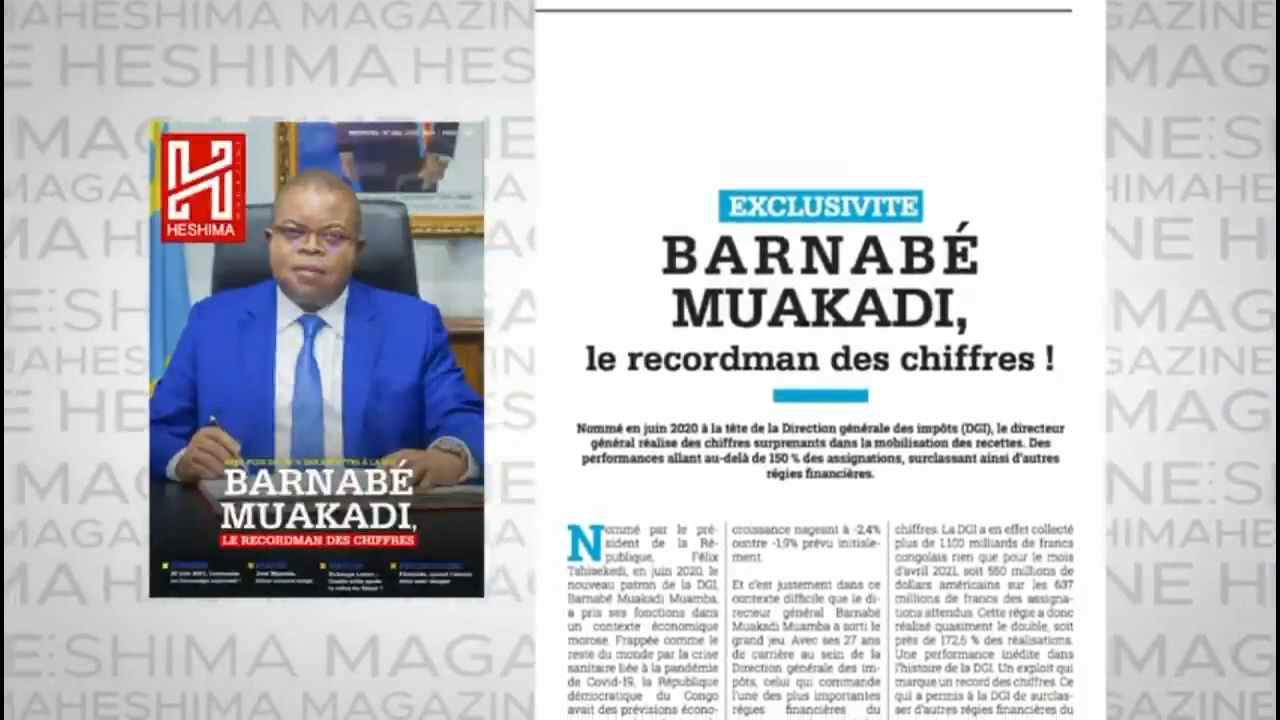 HESHIMA MAGAZINE
HESHIMA
BARNABÉ
MUAKADI,
LE RECORDMAN DES CHIFFRES
EXCLUSIVITE
BARNABÉ
MUAKADI,
le recordman des chiffres !
Nommé en juin 2020 à la tête de la Direction générale des impôts (DGI), le directeur
général réalise des chiffres surprenants dans la mobilisation des recettes. Des
performances allant au-delà de 150 % des assignations, surclassant ainsi d'autres
régies financières.
Nommé par le pré-
sident de la Ré-
publique, Félix
Tshisekedi, en juin 2020, le
nouveau patron de la DGI,
Barnabé Muakadi Muamba,
a pris ses fonctions dans
un contexte économique
morose. Frappée comme le
reste du monde par la crise
sanitaire liée à la pandémie
de Covid-19, la République
démocratique du Congo
avait des prévisions écono-
croissance nageant à -2,4%
contre -1,9% prévu initiale-
ment.
Et c'est justement dans ce
contexte difficile que le di-
recteur général Barnabé
Muakadi Muamba a sorti le
grand jeu. Avec ses 27 ans
de carrière au sein de la
Direction générale des im-
pôts, celui qui commande
l'une des plus importantes
régies financières du
chiffres. La DGI a en effet collecté
plus de 1.100 milliards de francs
congolais rien que pour le mois
d'avril 2021, soit 550 millions de
dollars américains sur les 637
millions de francs des assigna-
tions attendus. Cette régie a donc
réalisé quasiment le double, soit
près de 172,6 % des réalisations.
Une performance inédite dans
l'histoire de la DGI. Un exploit qui
marque un record des chiffres. Ce
qui a permis à la DGI de surclas-
ser d'autres régies financières du